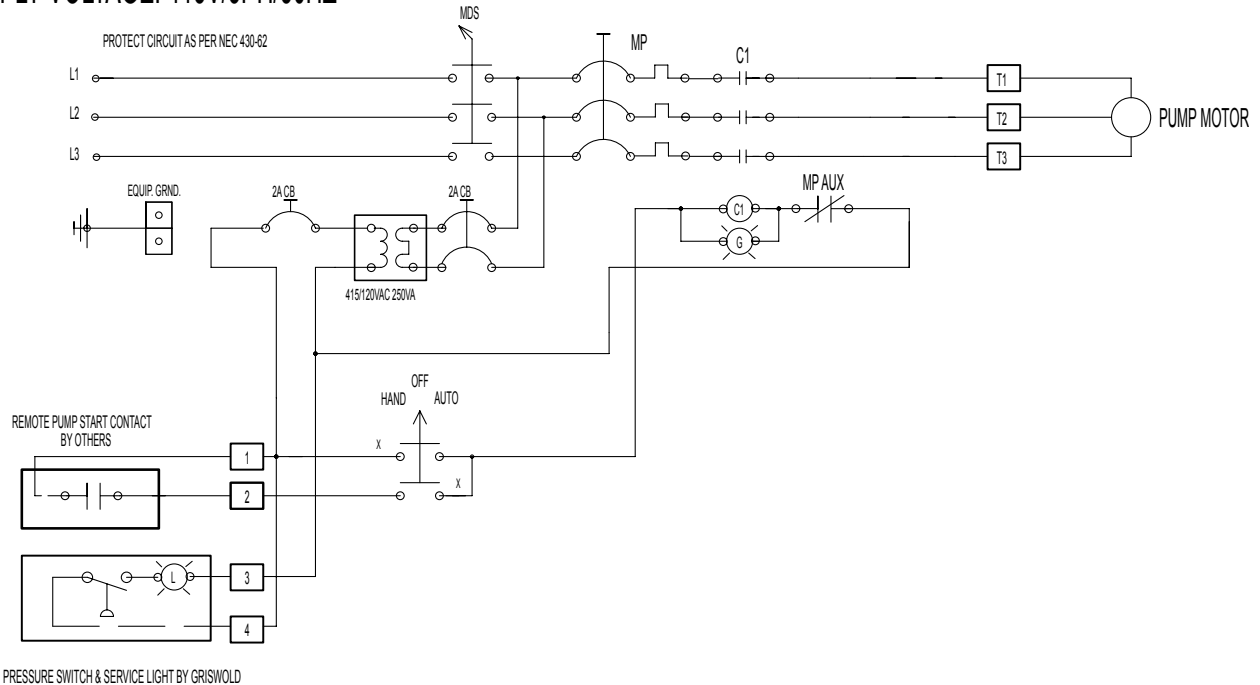 PROTECT CIRCUIT AS PER NEC 430-62
MDS
MP
C1
L1
T1
L2
T2
PUMP MOTOR
L3
T3
EQUIP. GRND.
2A CB
2A CB
MP AUX
C1
G
415/120VAC 250VA
OFF
HAND
AUTO
REMOTE PUMP START CONTACT
BY OTHERS
X
1
X
2
L
3
4
PRESSURE SWITCH & SERVICE LIGHT BY GRISWOLD